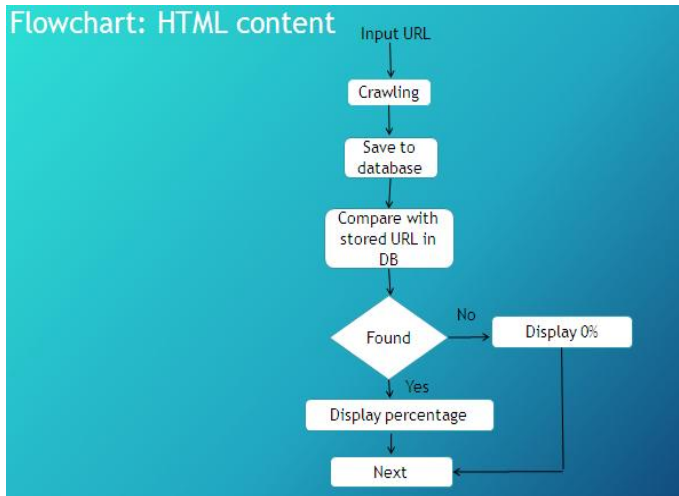 Flowchart: HTML content
Input URL
Crawling
Save to
database
Compare with
stored URL in
DB
Found
No
Display 0%
Yes
Display percentage
Next